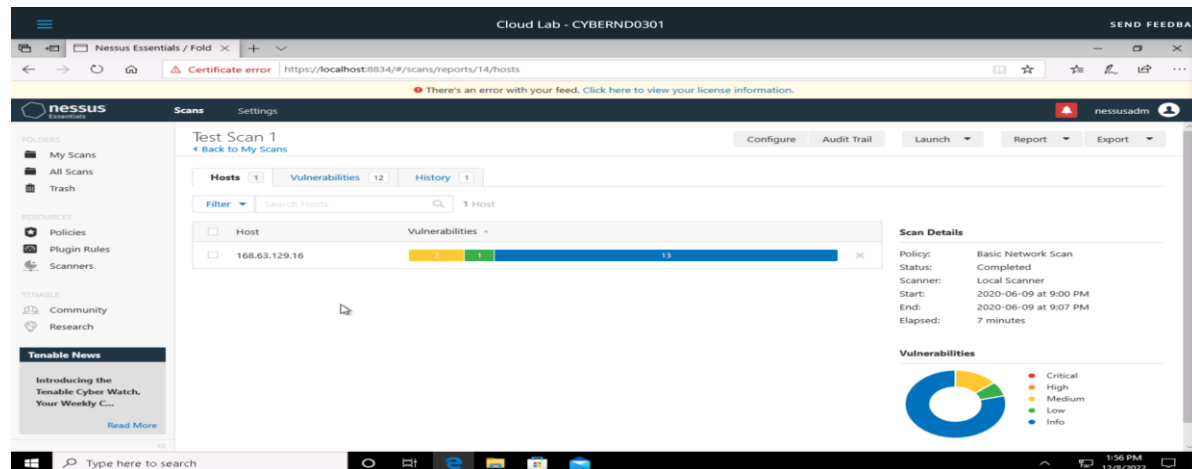 Cloud Lab - CYBERND0301
SEND FEEDBA
Nessus Essentials / Fold
Certificate error https://localhost:8834/#/scans/reports/14/hosts
There's an error with your feed. Click here to view your license information.
nessus Essentials
Scans Settings
nessusadm
FOLDERS
My Scans
All Scans
Trash
RESOURCES
Policies
Plugin Rules
Scanners
TENABLE
Community
Research
Tenable News
Introducing the
Tenable Cyber Watch,
Your Weekly C...
Read More
Test Scan 1
Back to My Scans
Configure Audit Trail Launch Report Export
Hosts 1 Vulnerabilities 12 History 1
Filter Search Hosts 1 Host
Host Vulnerabilities
168.63.129.16 2 1 13
Scan Details
Policy: Basic Network Scan
Status: Completed
Scanner: Local Scanner
Start: 2020-06-09 at 9:00 PM
End: 2020-06-09 at 9:07 PM
Elapsed: 7 minutes
Vulnerabilities
Critical
High
Medium
Low
Info
Type here to search
1:56 PM
12/8/2022